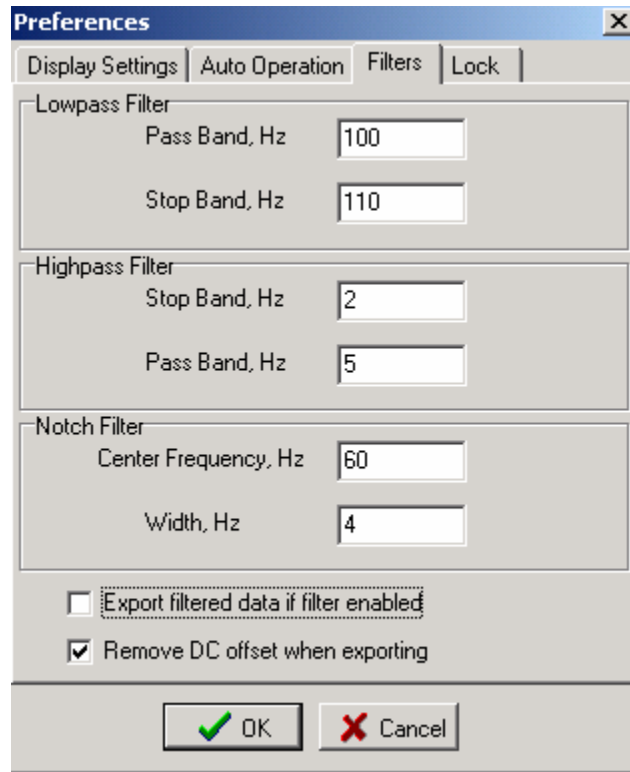 Preferences
Display Settings Auto Operation Filters Lock
Lowpass Filter
Pass Band, Hz 100
Stop Band, Hz 110
Highpass Filter
Stop Band, Hz 2
Pass Band, Hz 5
Notch Filter
Center Frequency, Hz 60
Width, Hz 4
Export filtered data if filter enabled
Remove DC offset when exporting
OK Cancel